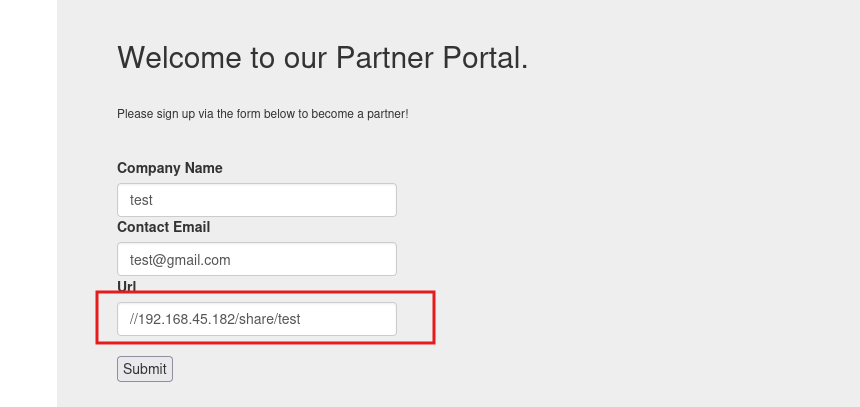 Welcome to our Partner Portal.
Please sign up via the form below to become a partner!
Company Name
test
Contact Email
test@gmail.com
Url
//192.168.45.182/share/test
Submit